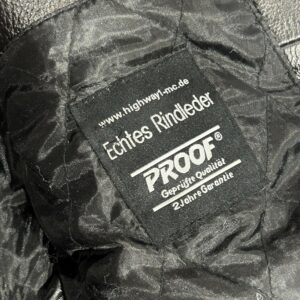 www.highway1-mc.de
Echtes Rindleder
PROOF®
Geprüfte Qualität
2 Jahre Garantie